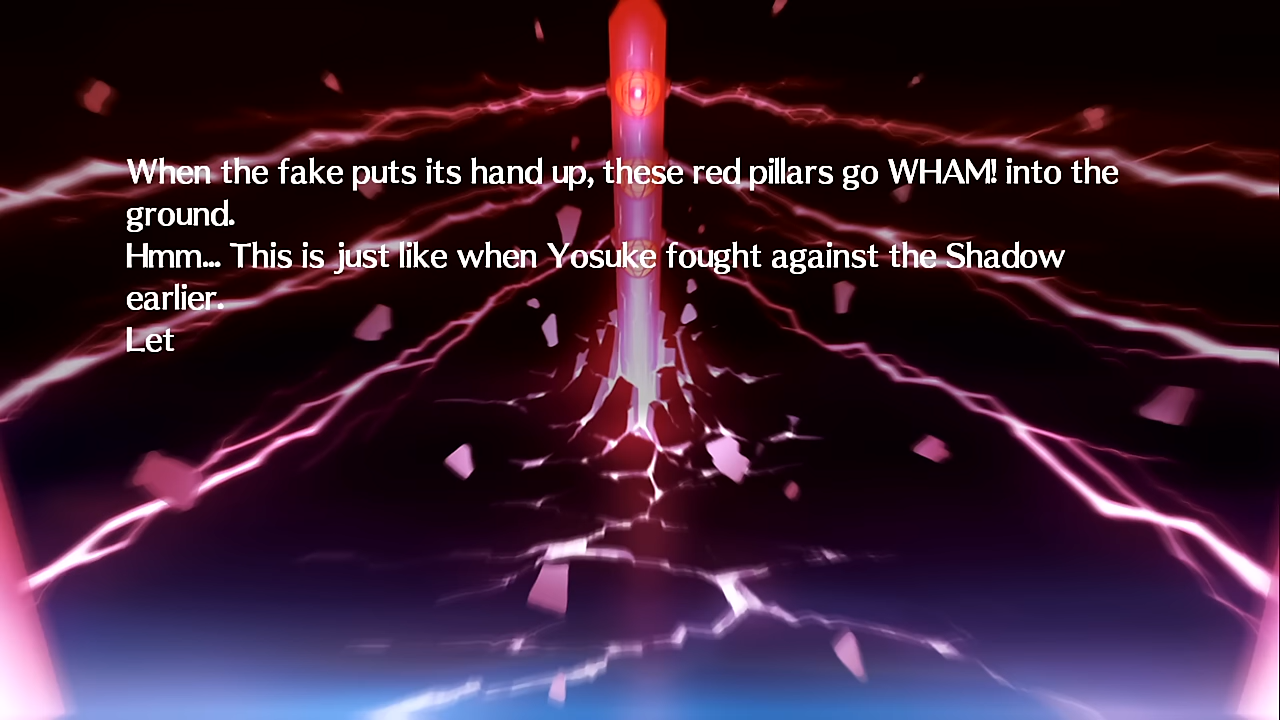 When the fake puts its hand up, these red pillars go WHAM! into the
ground.
Hmm... This is just like when Yosuke fought against the Shadow
earlier.
Let